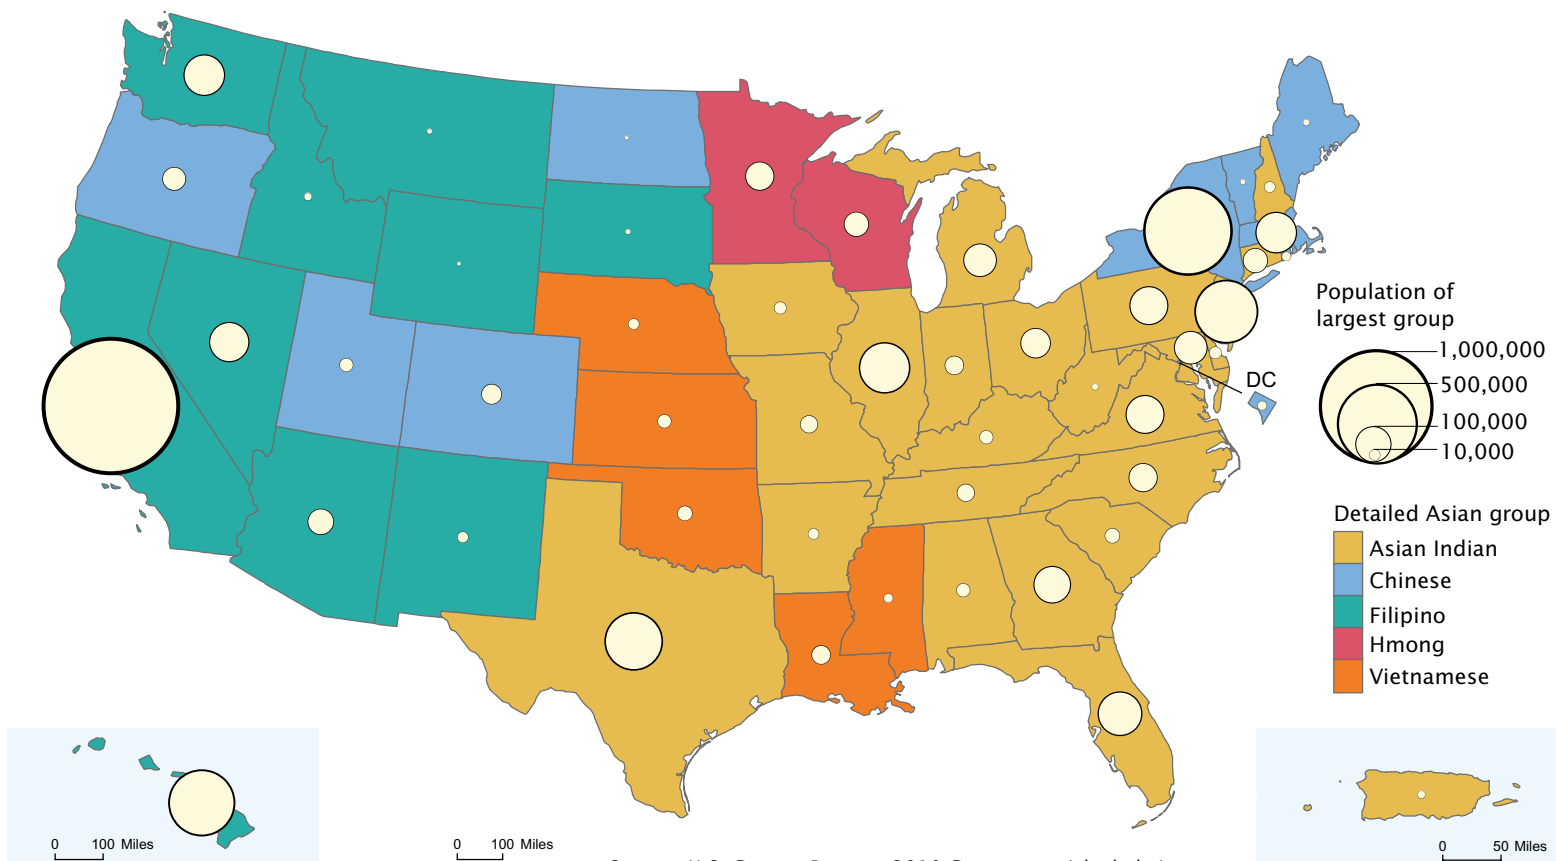 Population of
largest group
1,000,000
500,000
100,000
10,000
DC
Detailed Asian group
Asian Indian
Chinese
Filipino
Hmong
Vietnamese
0 100 Miles
0 100 Miles
0 50 Miles